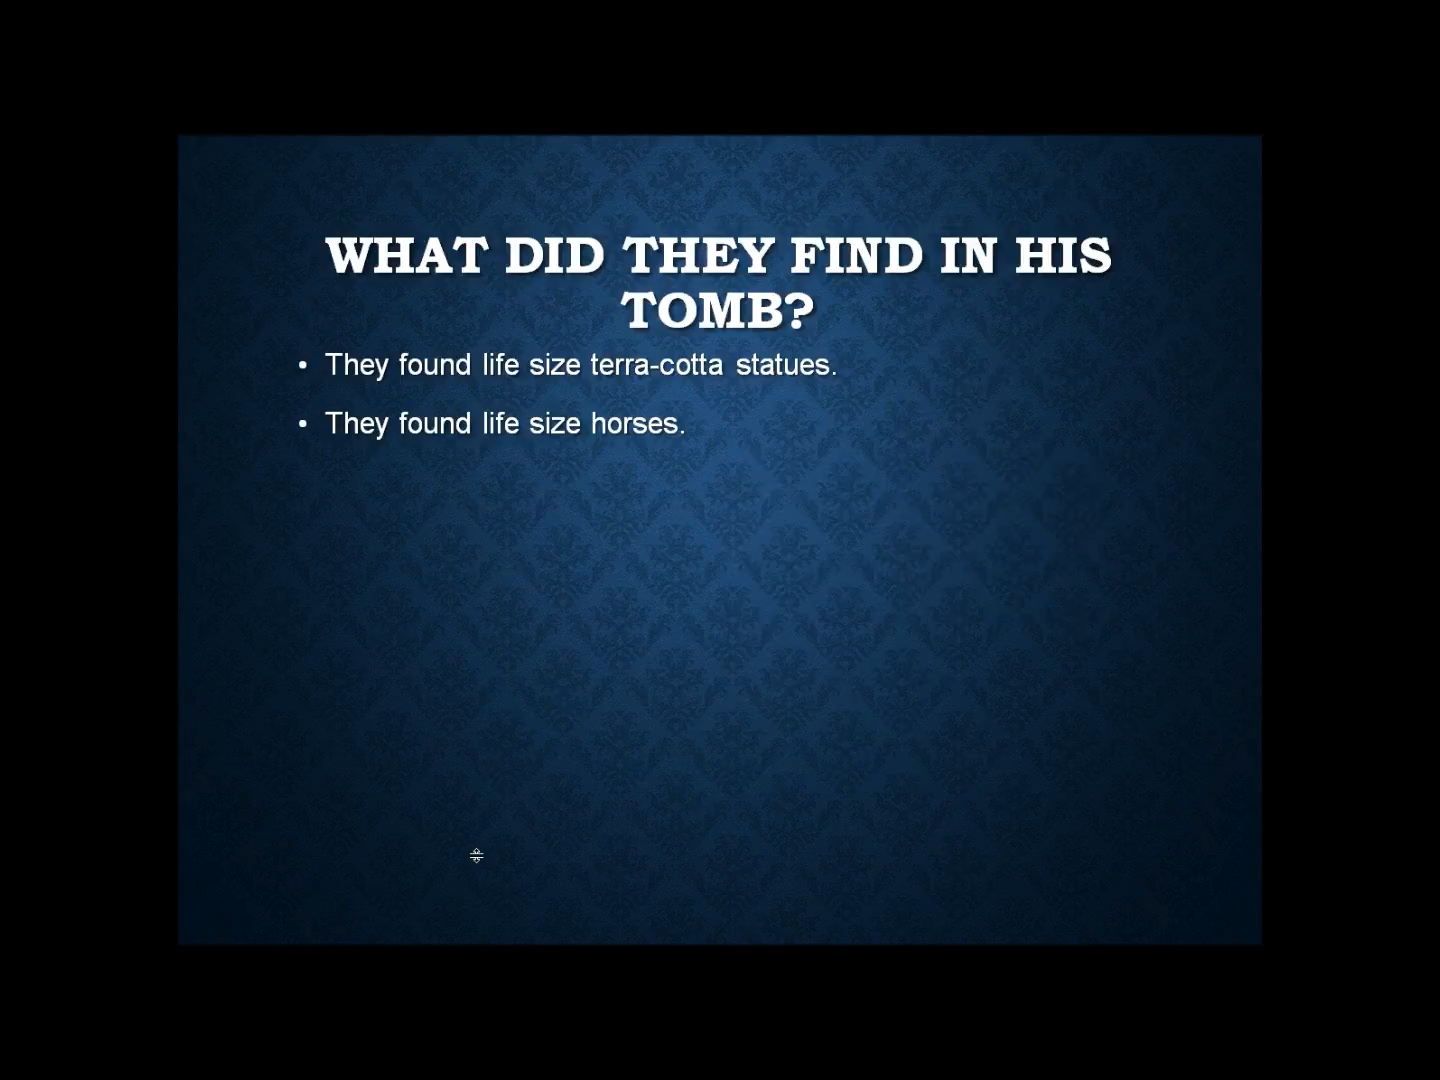 WHAT DID THEY FIND IN HIS
TOMB?
• They found life size terra-cotta statues.
• They found life size horses.